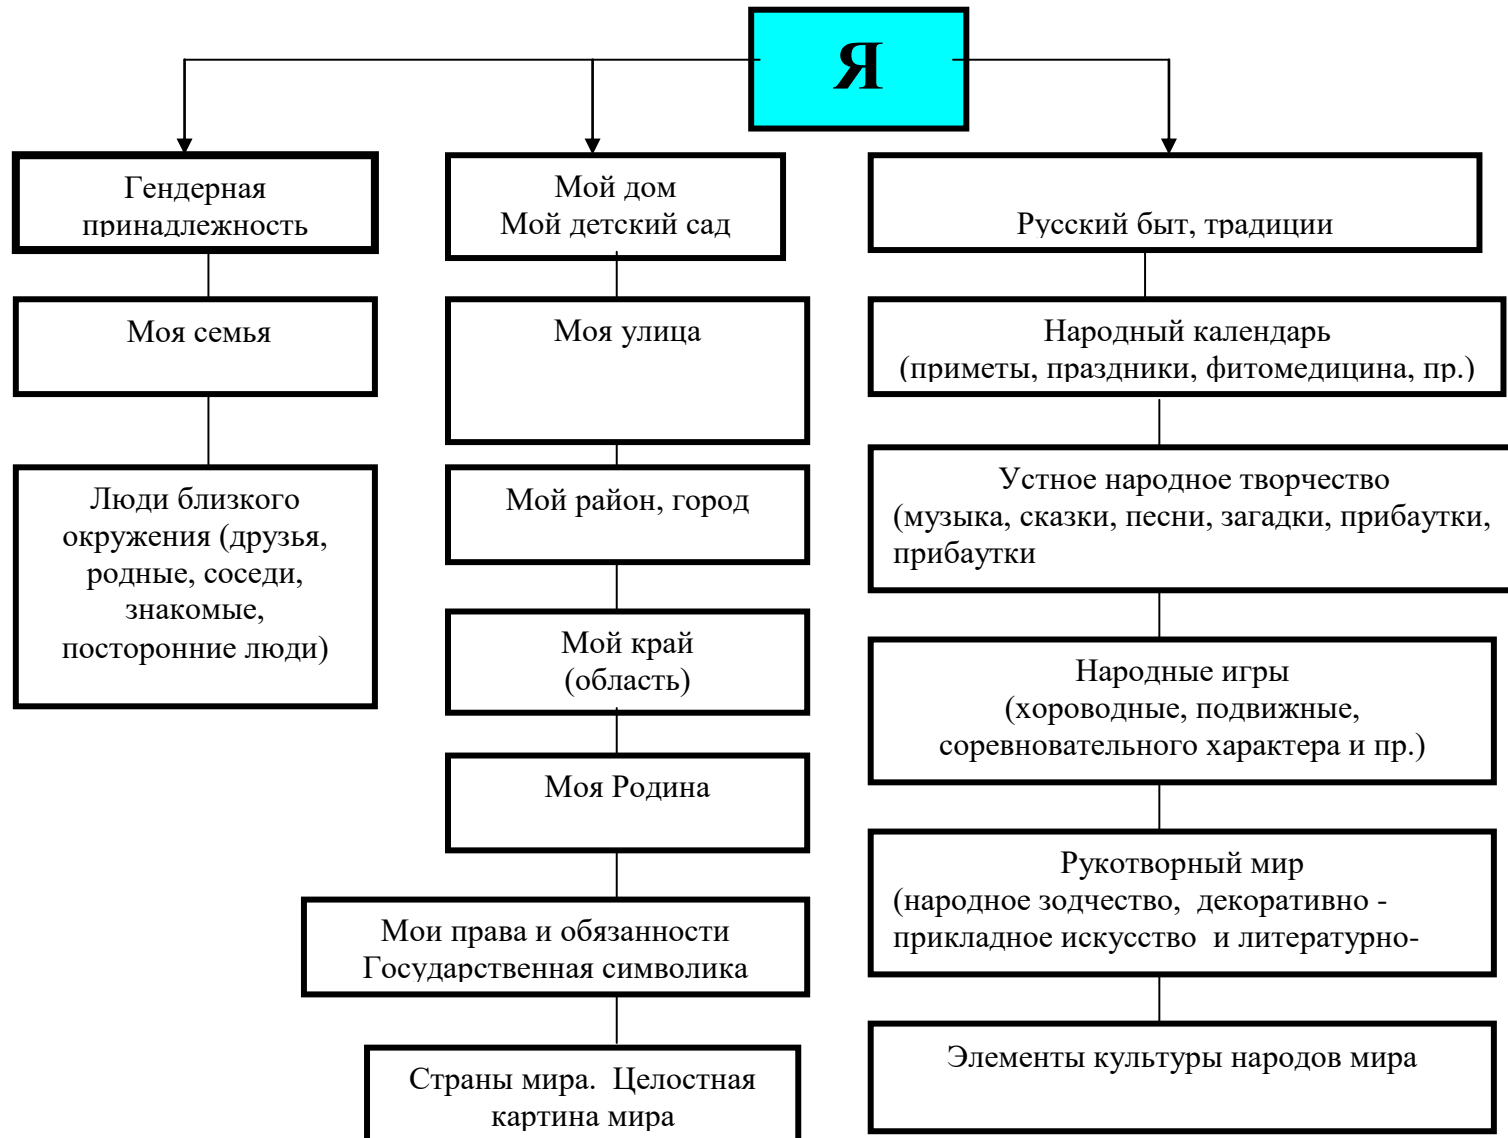 Я
Гендерная
принадлежность
Моя семья
Люди близкого
окружения (друзья,
родные, соседи,
знакомые,
посторонние люди)
Мой дом
Мой детский сад
Моя улица
Мой район, город
Мой край
(область)
Моя Родина
Мои права и обязанности
Государственная символика
Страны мира.  Целостная
картина мира
Русский быт, традиции
Народный календарь
(приметы, праздники, фитомедицина, пр.)
Устное народное творчество
(музыка, сказки, песни, загадки, прибаутки,
прибаутки
Народные игры
(хороводные, подвижные,
соревновательного характера и пр.)
Рукотворный мир
(народное зодчество,  декоративно -
прикладное искусство  и литературно-
Элементы культуры народов мира